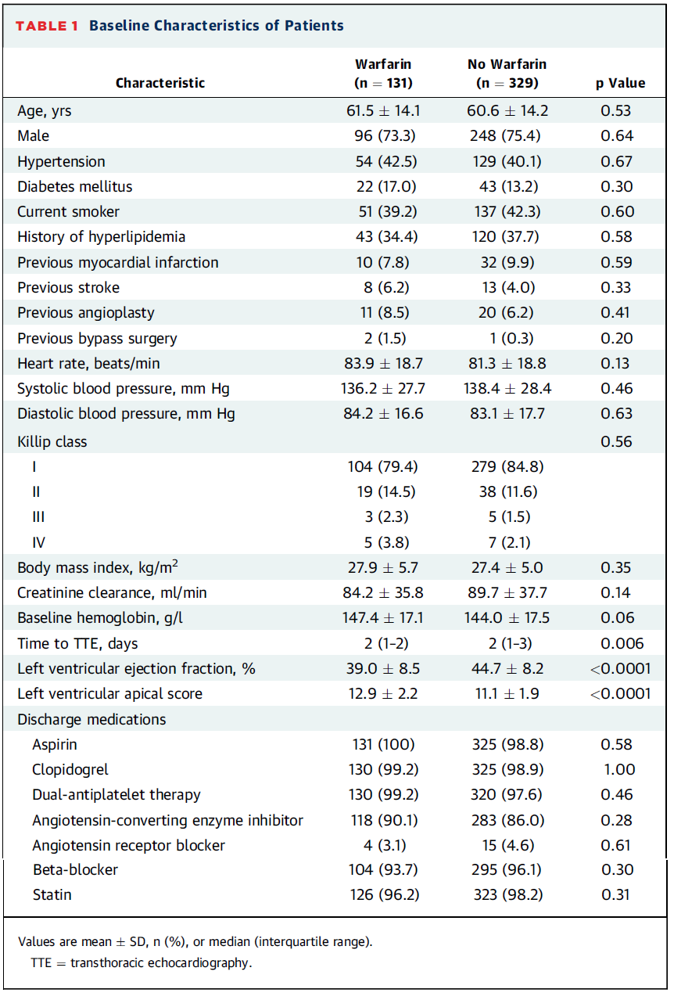 TABLE 1 Baseline Characteristics of Patients
Characteristic Warfarin (n = 131) No Warfarin (n = 329) p Value
Age, yrs 61.5 ± 14.1 60.6 ± 14.2 0.53
Male 96 (73.3) 248 (75.4) 0.64
Hypertension 54 (42.5) 129 (40.1) 0.67
Diabetes mellitus 22 (17.0) 43 (13.2) 0.30
Current smoker 51 (39.2) 137 (42.3) 0.60
History of hyperlipidemia 43 (34.4) 120 (37.7) 0.58
Previous myocardial infarction 10 (7.8) 32 (9.9) 0.59
Previous stroke 8 (6.2) 13 (4.0) 0.33
Previous angioplasty 11 (8.5) 20 (6.2) 0.41
Previous bypass surgery 2 (1.5) 1 (0.3) 0.20
Heart rate, beats/min 83.9 ± 18.7 81.3 ± 18.8 0.13
Systolic blood pressure, mm Hg 136.2 ± 27.7 138.4 ± 28.4 0.46
Diastolic blood pressure, mm Hg 84.2 ± 16.6 83.1 ± 17.7 0.63
Killip class 0.56
I 104 (79.4) 279 (84.8)
II 19 (14.5) 38 (11.6)
III 3 (2.3) 5 (1.5)
IV 5 (3.8) 7 (2.1)
Body mass index, kg/m² 27.9 ± 5.7 27.4 ± 5.0 0.35
Creatinine clearance, ml/min 84.2 ± 35.8 89.7 ± 37.7 0.14
Baseline hemoglobin, g/l 147.4 ± 17.1 144.0 ± 17.5 0.06
Time to TTE, days 2 (1–2) 2 (1–3) 0.006
Left ventricular ejection fraction, % 39.0 ± 8.5 44.7 ± 8.2 <0.0001
Left ventricular apical score 12.9 ± 2.2 11.1 ± 1.9 <0.0001
Discharge medications
Aspirin 131 (100) 325 (98.8) 0.58
Clopidogrel 130 (99.2) 325 (98.9) 1.00
Dual-antiplatelet therapy 130 (99.2) 320 (97.6) 0.46
Angiotensin-converting enzyme inhibitor 118 (90.1) 283 (86.0) 0.28
Angiotensin receptor blocker 4 (3.1) 15 (4.6) 0.61
Beta-blocker 104 (93.7) 295 (96.1) 0.30
Statin 126 (96.2) 323 (98.2) 0.31
Values are mean ± SD, n (%), or median (interquartile range).
TTE = transthoracic echocardiography.